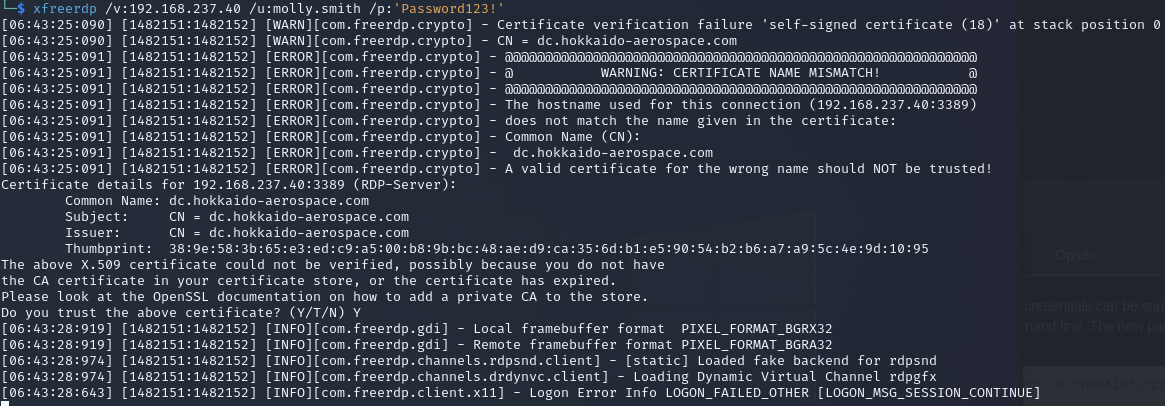 └─$ xfreerdp /v:192.168.237.40 /u:molly.smith /p:'Password123!'
[06:43:25:090] [1482151:1482152] [WARN][com.freerdp.crypto] - Certificate verification failure 'self-signed certificate (18)' at stack position 0
[06:43:25:090] [1482151:1482152] [WARN][com.freerdp.crypto] - CN = dc.hokkaido-aerospace.com
[06:43:25:091] [1482151:1482152] [ERROR][com.freerdp.crypto] - @@@@@@@@@@@@@@@@@@@@@@@@@@@@@@@@@@@@@@@@@@@@@@@@@@@@@@@@@@@
[06:43:25:091] [1482151:1482152] [ERROR][com.freerdp.crypto] - @           WARNING: CERTIFICATE NAME MISMATCH!           @
[06:43:25:091] [1482151:1482152] [ERROR][com.freerdp.crypto] - @@@@@@@@@@@@@@@@@@@@@@@@@@@@@@@@@@@@@@@@@@@@@@@@@@@@@@@@@@@
[06:43:25:091] [1482151:1482152] [ERROR][com.freerdp.crypto] - The hostname used for this connection (192.168.237.40:3389)
[06:43:25:091] [1482151:1482152] [ERROR][com.freerdp.crypto] - does not match the name given in the certificate:
[06:43:25:091] [1482151:1482152] [ERROR][com.freerdp.crypto] - Common Name (CN):
[06:43:25:091] [1482151:1482152] [ERROR][com.freerdp.crypto] -  dc.hokkaido-aerospace.com
[06:43:25:091] [1482151:1482152] [ERROR][com.freerdp.crypto] - A valid certificate for the wrong name should NOT be trusted!
Certificate details for 192.168.237.40:3389 (RDP-Server):
        Common Name: dc.hokkaido-aerospace.com
        Subject:     CN = dc.hokkaido-aerospace.com
        Issuer:      CN = dc.hokkaido-aerospace.com
        Thumbprint:  38:9e:58:3b:65:e3:ed:c9:a5:00:b8:9b:bc:48:ae:d9:ca:35:6d:b1:e5:90:54:b2:b6:a7:a9:5c:4e:9d:10:95
The above X.509 certificate could not be verified, possibly because you do not have
the CA certificate in your certificate store, or the certificate has expired.
Please look at the OpenSSL documentation on how to add a private CA to the store.
Do you trust the above certificate? (Y/T/N) Y
[06:43:28:919] [1482151:1482152] [INFO][com.freerdp.gdi] - Local framebuffer format  PIXEL_FORMAT_BGRX32
[06:43:28:919] [1482151:1482152] [INFO][com.freerdp.gdi] - Remote framebuffer format PIXEL_FORMAT_BGRA32
[06:43:28:974] [1482151:1482152] [INFO][com.freerdp.channels.rdpsnd.client] - [static] Loaded fake backend for rdpsnd
[06:43:28:974] [1482151:1482152] [INFO][com.freerdp.channels.drdynvc.client] - Loading Dynamic Virtual Channel rdpgfx
[06:43:28:643] [1482151:1482152] [INFO][com.freerdp.client.x11] - Logon Error Info LOGON_FAILED_OTHER [LOGON_MSG_SESSION_CONTINUE]
Opsec
credentials can be
mand line. The new